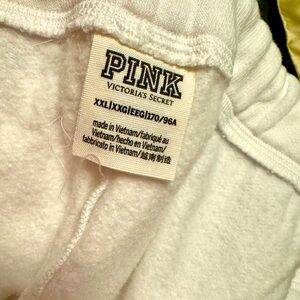 PINK
VICTORIA'S SECRET
XXL|XXG|EEG|170/96A
made in Vietnam/fabriqué au
Vietnam/hecho en Vietnam/
fabbricato in Vietnam/越南制造